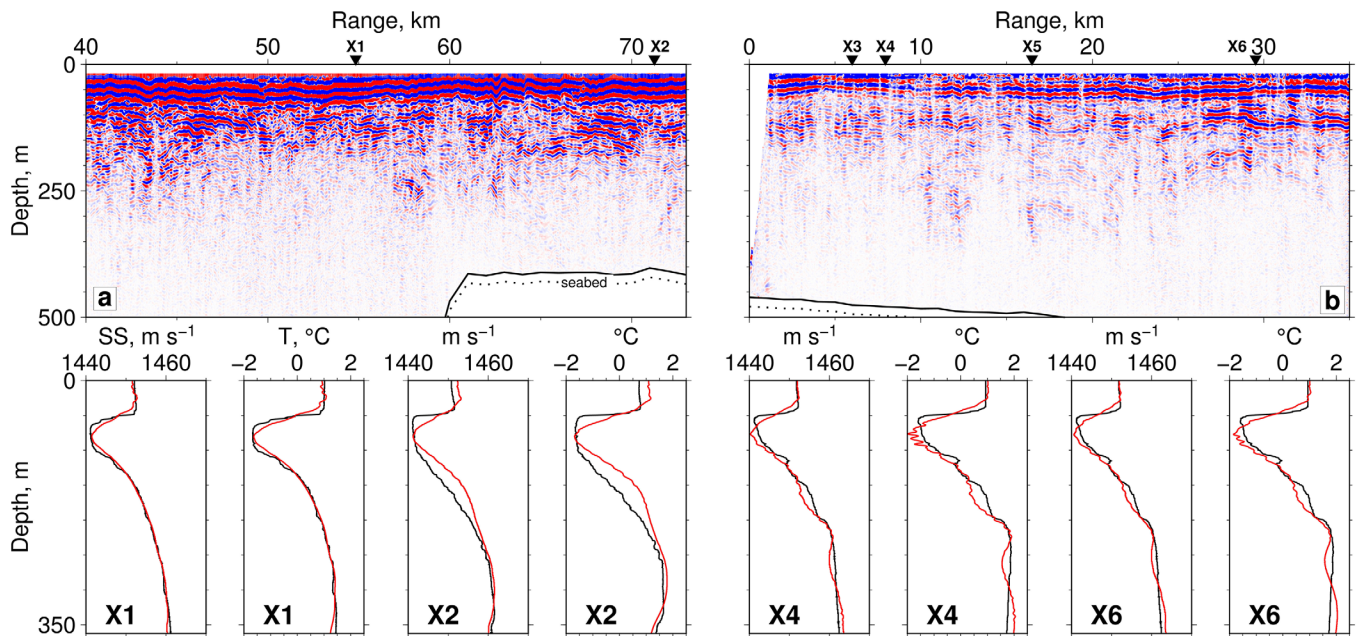 Range, km
Range, km
40 50 X1 60 70 X2
0 X3 X4 10 X5 20 X6 30
Depth, m
0
250
500
a
seabed
b
SS, m s⁻¹
T, °C
m s⁻¹
°C
m s⁻¹
°C
m s⁻¹
°C
1440 1460
−2 0 2
1440 1460
−2 0 2
1440 1460
−2 0 2
1440 1460
−2 0 2
Depth, m
0
350
X1
X1
X2
X2
X4
X4
X6
X6